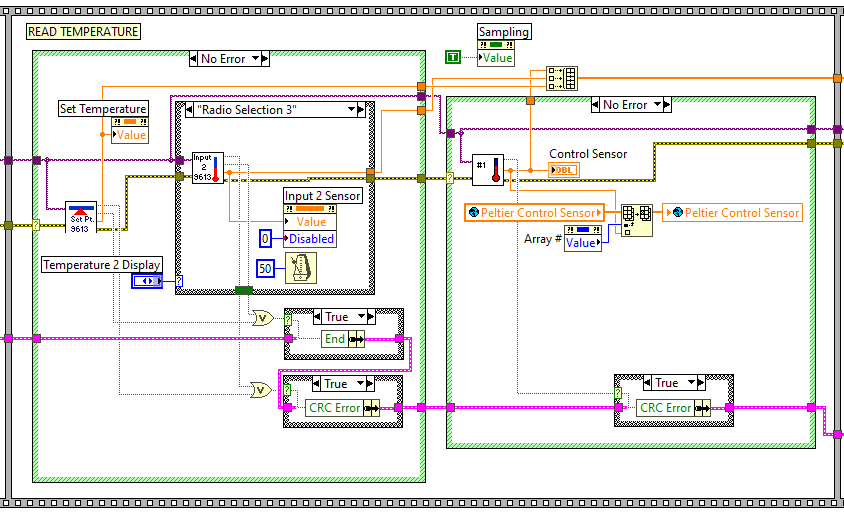 READ TEMPERATURE
No Error
Set Temperature
Value
"Radio Selection 3"
Input
2
9613
Set Pt.
9613
Input 2 Sensor
Value
0
Disabled
50
Temperature 2 Display
?
?
V
?
True
End
V
?
True
CRC Error
Sampling
T
Value
No Error
#1
Control Sensor
DBL
?
Peltier Control Sensor
Peltier Control Sensor
Array #
Value
?
True
CRC Error